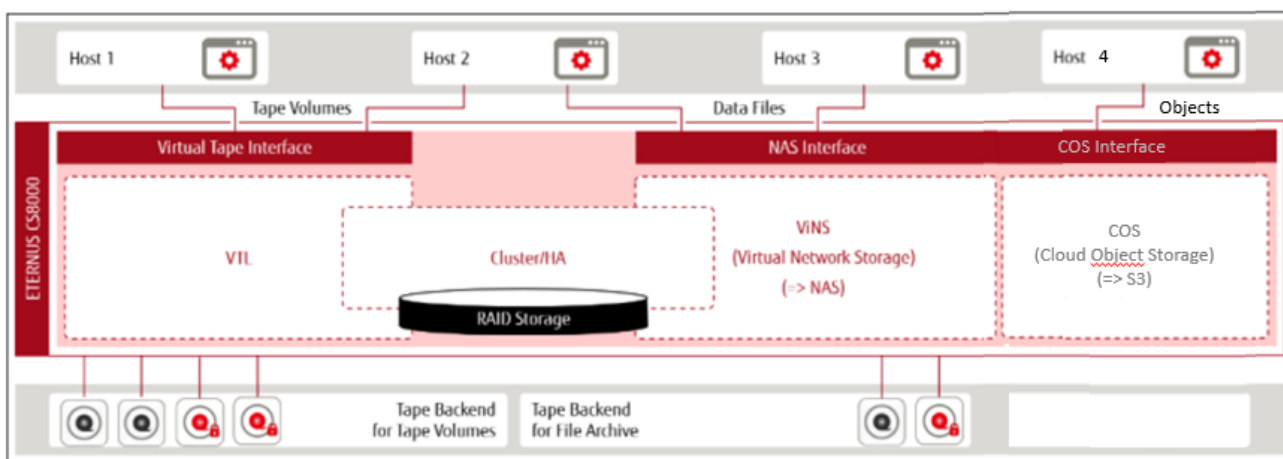 Host 1
Host 2
Host 3
Host 4
Tape Volumes
Data Files
Objects
ETERNUS CS8000
Virtual Tape Interface
NAS Interface
COS Interface
VTL
Cluster/HA
RAID Storage
ViNS
(Virtual Network Storage)
(=> NAS)
COS
(Cloud Object Storage)
(=> S3)
Tape Backend
for Tape Volumes
Tape Backend
for File Archive